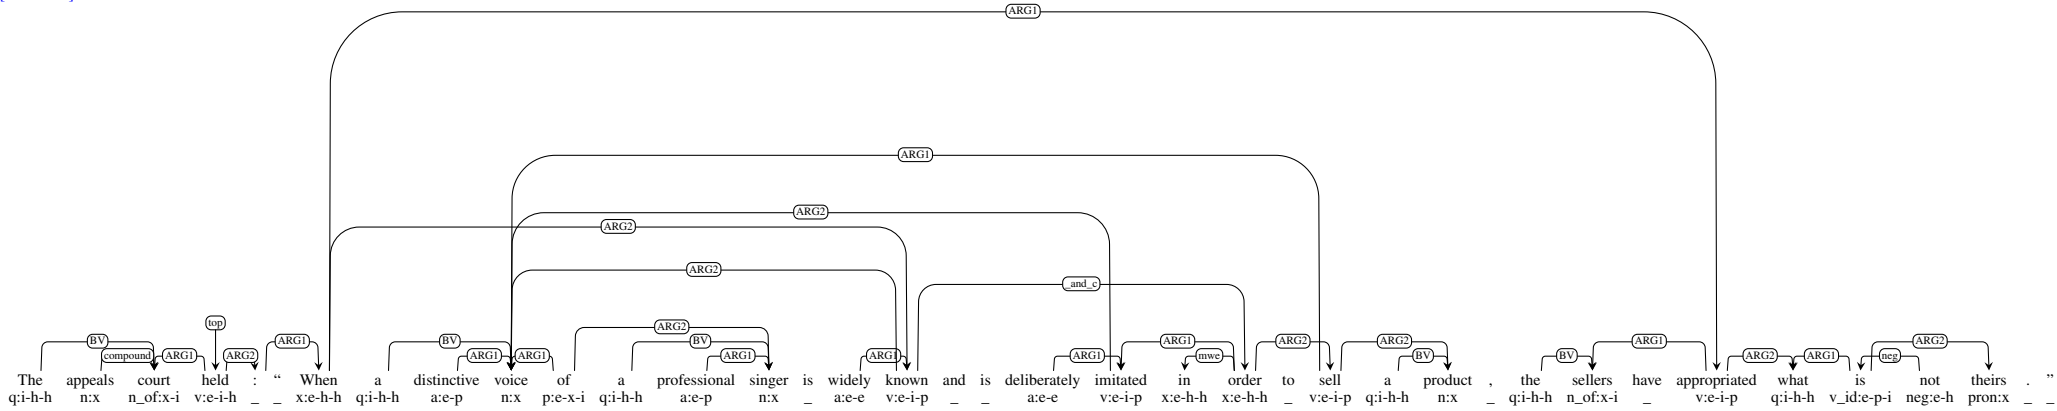 ARG1
ARG1
ARG2
ARG2
ARG2
_and_c
top
ARG2
BV BV BV ARG1 ARG2 ARG2 ARG1 ARG2
compound ARG1 ARG2 ARG1 ARG1 ARG1 ARG1 ARG1 ARG1 mwe BV BV ARG2 ARG1 neg
The appeals court held : “ When a distinctive voice of a professional singer is widely known and is deliberately imitated in order to sell a product , the sellers have appropriated what is not theirs . ”
q:i-h-h n:x n_of:x-i v:e-i-h _ _ x:e-h-h q:i-h-h a:e-p n:x p:e-x-i q:i-h-h a:e-p n:x _ a:e-e v:e-i-p _ _ a:e-e v:e-i-p x:e-h-h x:e-h-h _ v:e-i-p q:i-h-h n:x _ q:i-h-h n_of:x-i _ v:e-i-p q:i-h-h v_id:e-p-i neg:e-h pron:x _ _